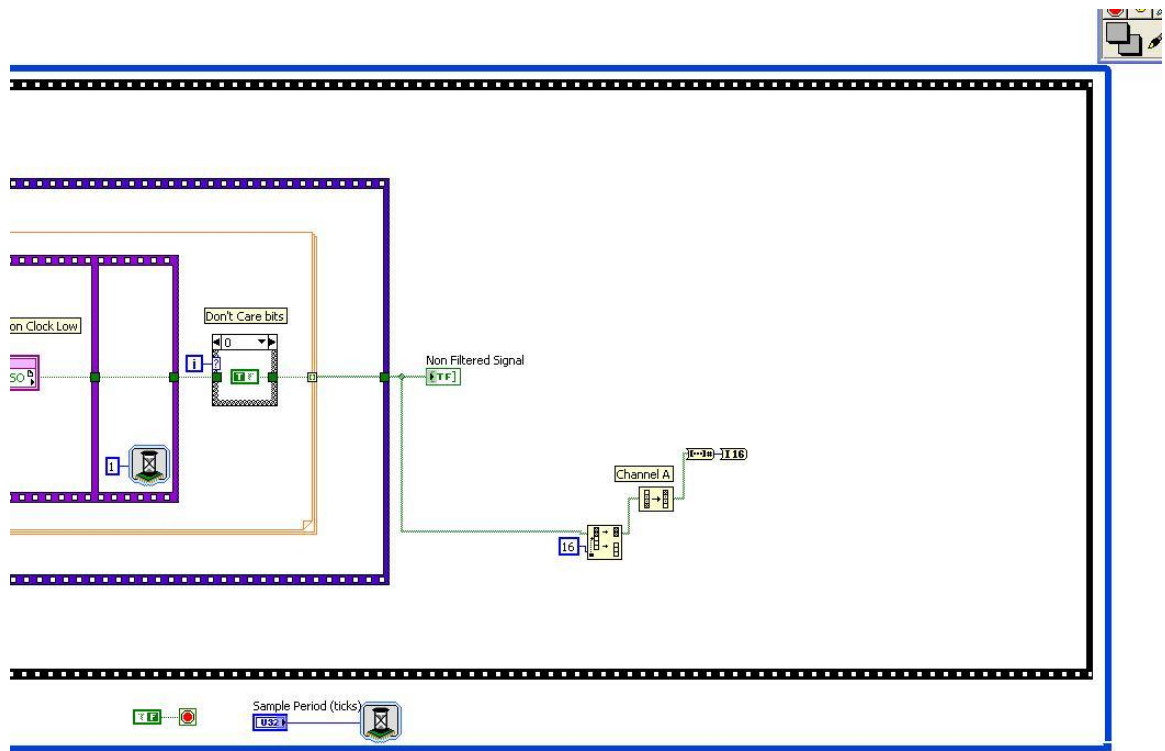 Don't Care bits
on Clock Low
0
i
?
SO
T F
Non Filtered Signal
TF]
1
Channel A
[...]#
I16
16
Sample Period (ticks)
T F
U32